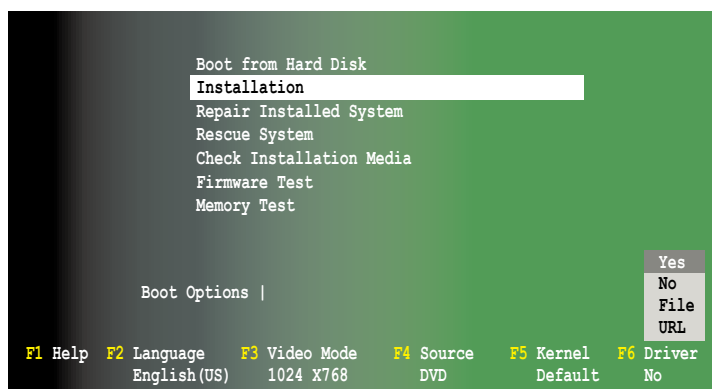 Boot from Hard Disk
Installation
Repair Installed System
Rescue System
Check Installation Media
Firmware Test
Memory Test
Boot Options |
Yes
No
File
URL
F1 Help F2 Language F3 Video Mode F4 Source F5 Kernel F6 Driver
English(US) 1024 X768 DVD Default No